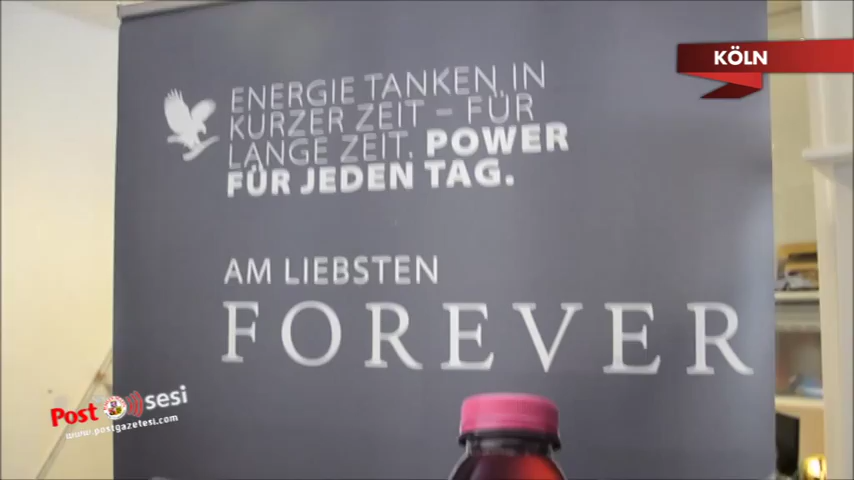 KÖLN
ENERGIE TANKEN IN
KURZER ZEIT – FÜR
LANGE ZEIT. POWER
FÜR JEDEN TAG.
AM LIEBSTEN
FOREVER
Post sesi
www.postgazetesi.com